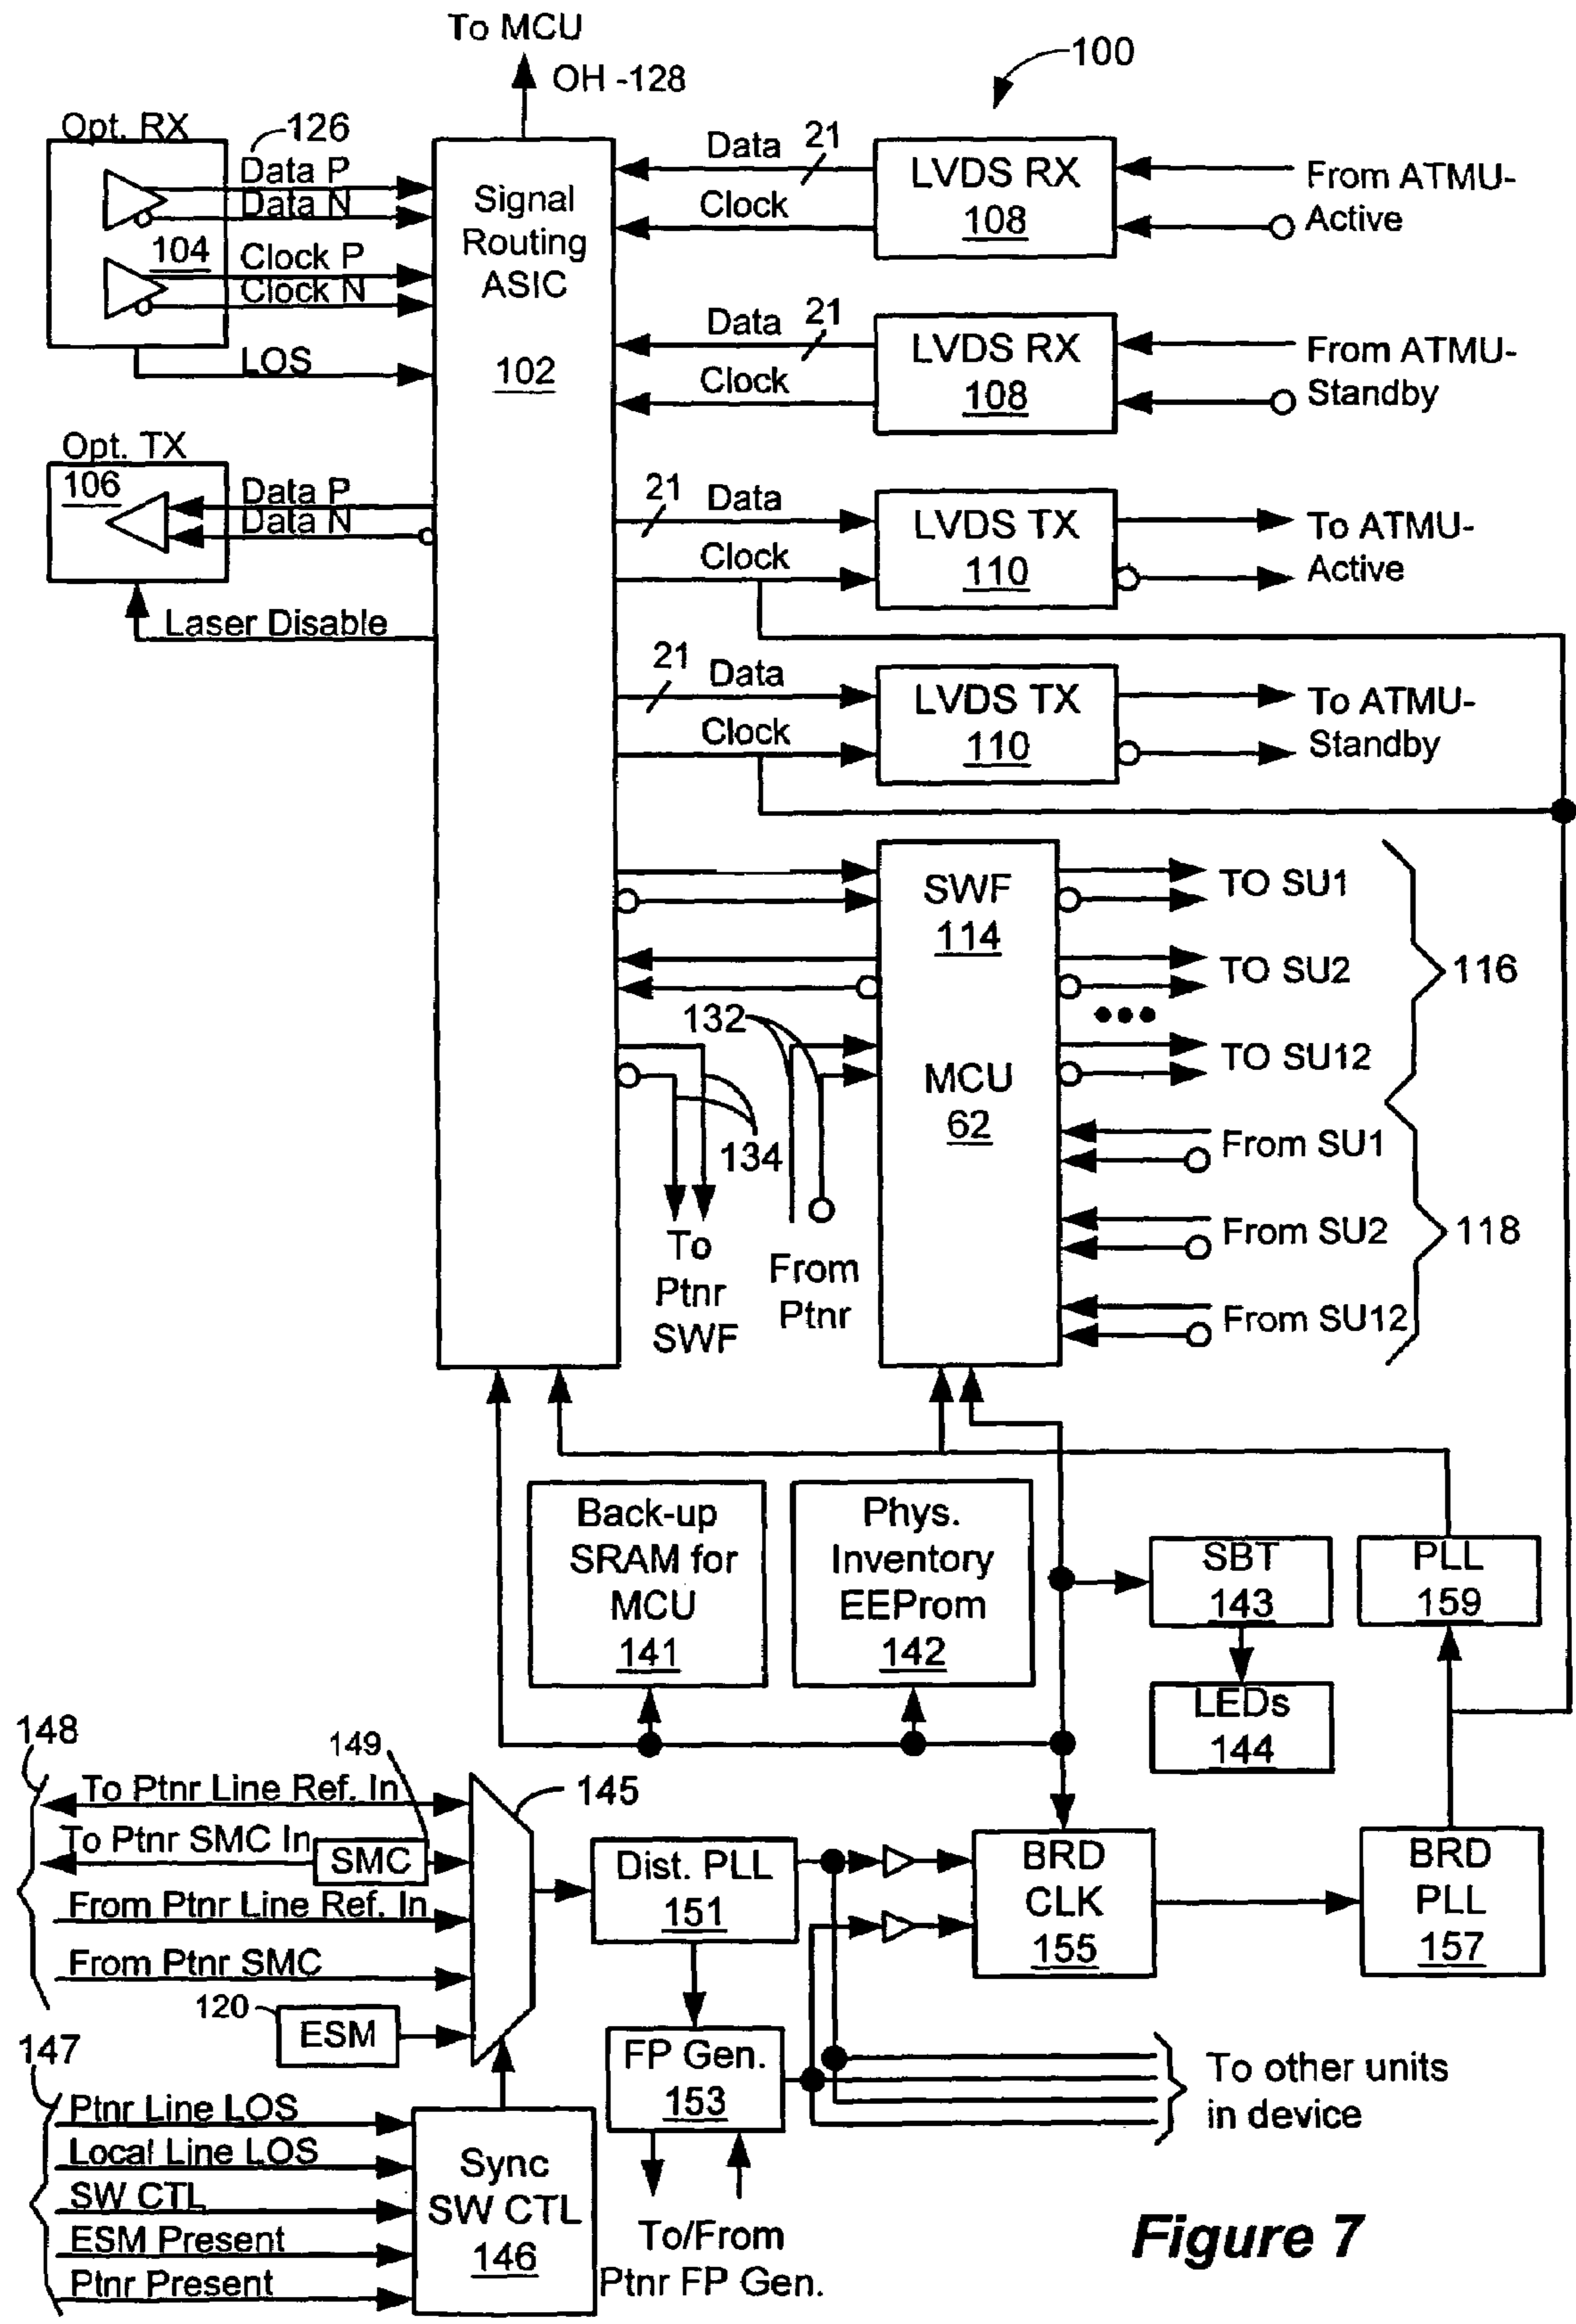 To MCU
OH -128
100
Opt. RX
126
Data P
Data N
104
Clock P
Clock N
LOS
Signal
Routing
ASIC
102
Data
21
Clock
LVDS RX
108
From ATMU-
Active
Data
21
Clock
LVDS RX
108
From ATMU-
Standby
Opt. TX
106
Data P
Data N
Laser Disable
21
Data
Clock
LVDS TX
110
To ATMU-
Active
21
Data
Clock
LVDS TX
110
To ATMU-
Standby
SWF
114
MCU
62
TO SU1
TO SU2
TO SU12
116
From SU1
From SU2
From SU12
118
132
134
To
Ptnr
SWF
From
Ptnr
Back-up
SRAM for
MCU
141
Phys.
Inventory
EEProm
142
SBT
143
LEDs
144
PLL
159
148
149
145
To Ptnr Line Ref. In
To Ptnr SMC In
SMC
From Ptnr Line Ref. In
From Ptnr SMC
120
ESM
Dist. PLL
151
BRD
CLK
155
BRD
PLL
157
FP Gen.
153
To other units
in device
147
Ptnr Line LOS
Local Line LOS
SW CTL
ESM Present
Ptnr Present
Sync
SW CTL
146
To/From
Ptnr FP Gen.
Figure 7